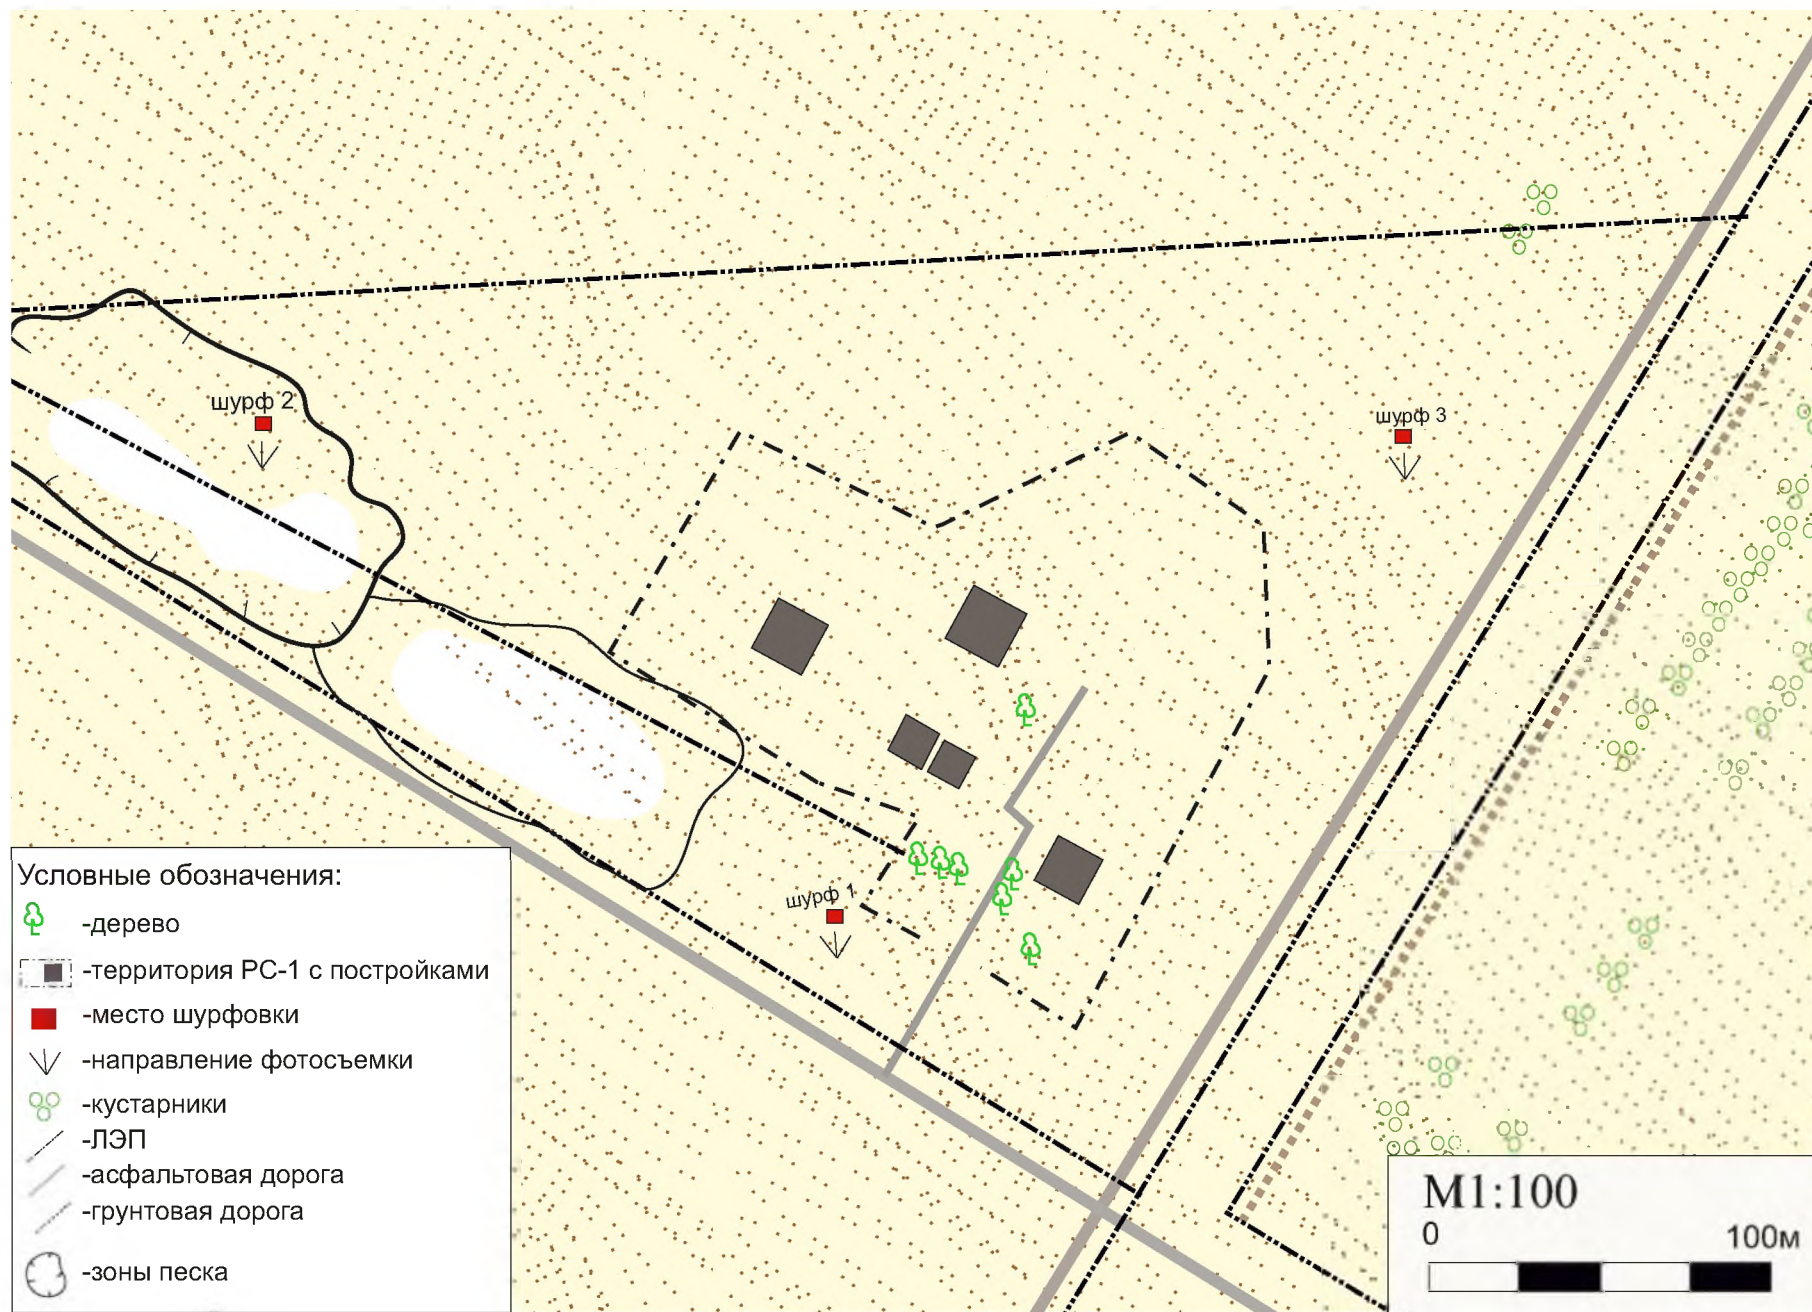 шурф 2
шурф 3
шурф 1
Условные обозначения:
-дерево
-территория РС-1 с постройками
-место шурфовки
-направление фотосъемки
-кустарники
-ЛЭП
-асфальтовая дорога
-грунтовая дорога
-зоны песка
М1:100
0 100м